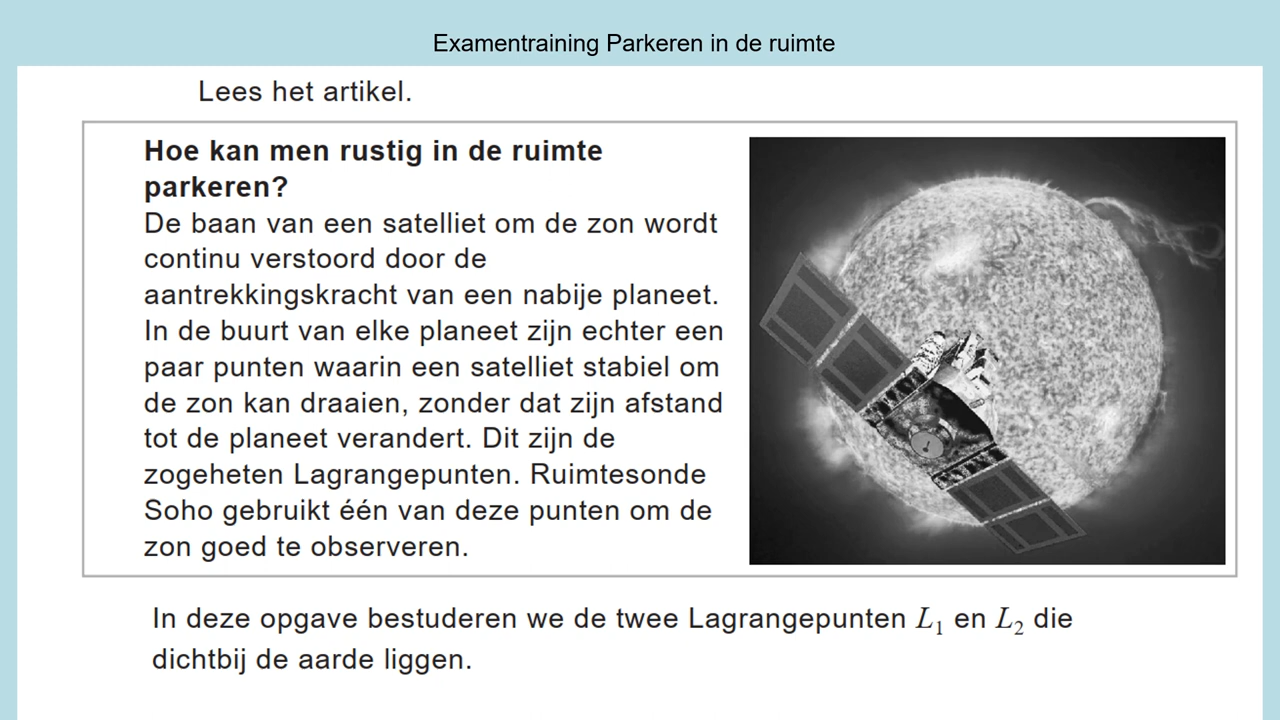 Examentraining Parkeren in de ruimte
Lees het artikel.
Hoe kan men rustig in de ruimte
parkeren?
De baan van een satelliet om de zon wordt
continu verstoord door de
aantrekkingskracht van een nabije planeet.
In de buurt van elke planeet zijn echter een
paar punten waarin een satelliet stabiel om
de zon kan draaien, zonder dat zijn afstand
tot de planeet verandert. Dit zijn de
zogeheten Lagrangepunten. Ruimtesonde
Soho gebruikt één van deze punten om de
zon goed te observeren.
In deze opgave bestuderen we de twee Lagrangepunten L₁ en L₂ die
dichtbij de aarde liggen.